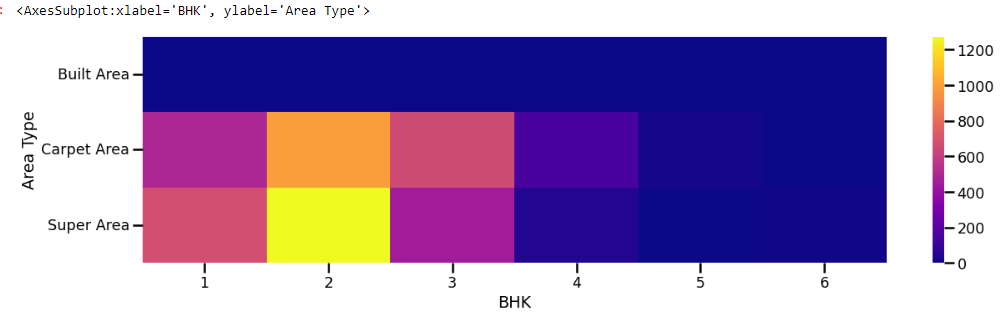 : <AxesSubplot:xlabel='BHK', ylabel='Area Type'>
Built Area
Carpet Area
Super Area
Area Type
1 2 3 4 5 6
BHK
1200
1000
800
600
400
200
0